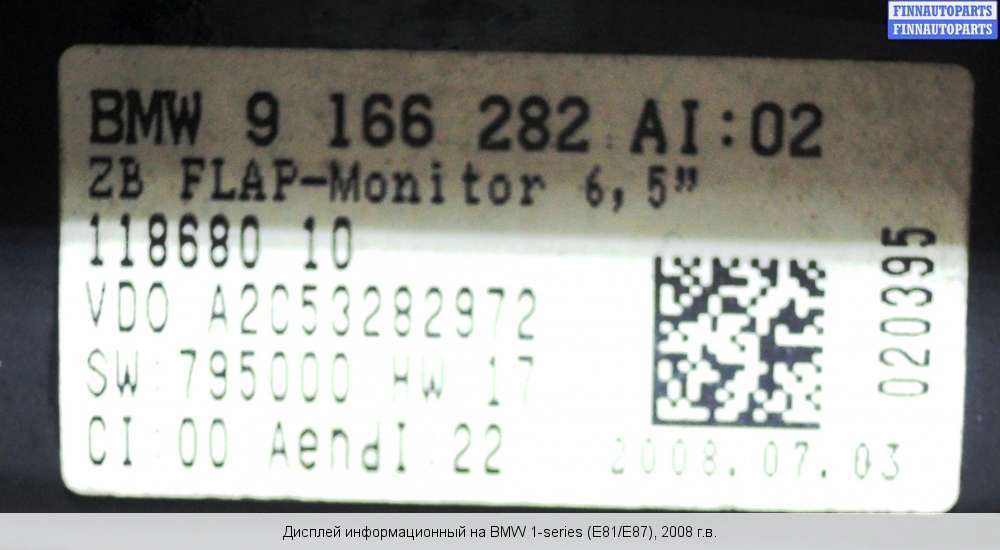 FINNAUTOPARTS
FINNAUTOPARTS
BMW 9 166 282 AI:02
ZB FLAP-Monitor 6,5”
118680 10
VDO A2C53282972
SW:795000 HW 17
CI:00 AendI:22
2008.07.03
020395
Дисплей информационный на BMW 1-series (E81/E87), 2008 г.в.